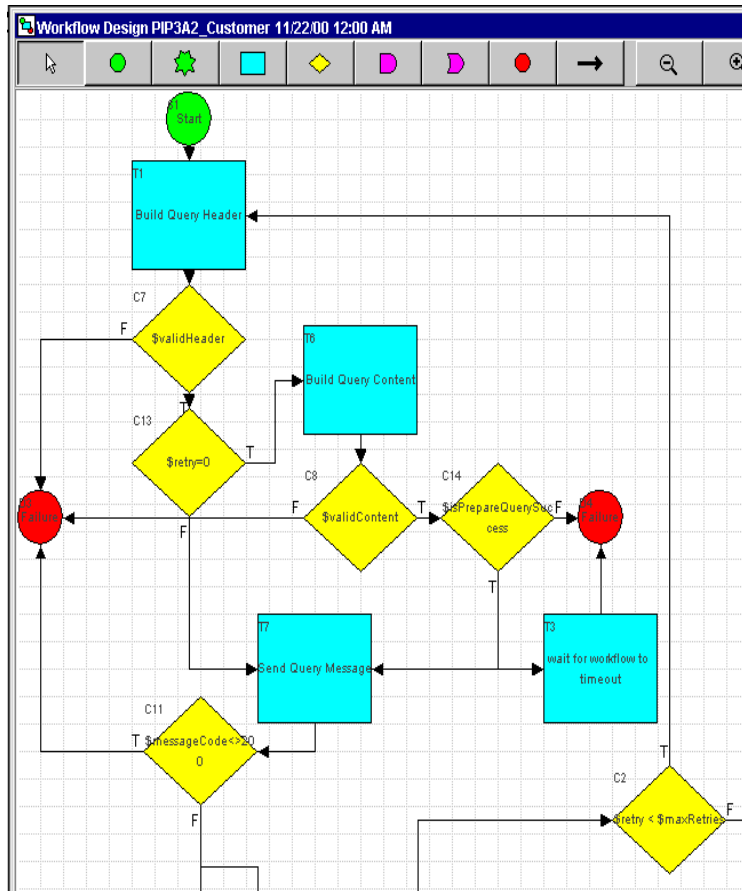 Workflow Design PIP3A2_Customer 11/22/00 12:00 AM
S1
Start
T1
Build Query Header
C7
F
$validHeader
T
T6
Build Query Content
C13
$retry=0
T
F
C8
F
$validContent
T
C14
$isPrepareQuerySuc
cess
F
T
Failure
Failure
T7
Send Query Message
T3
wait for workflow to
timeout
C11
T
$messageCode<>20
0
F
C2
T
$retry < $maxRetries
F